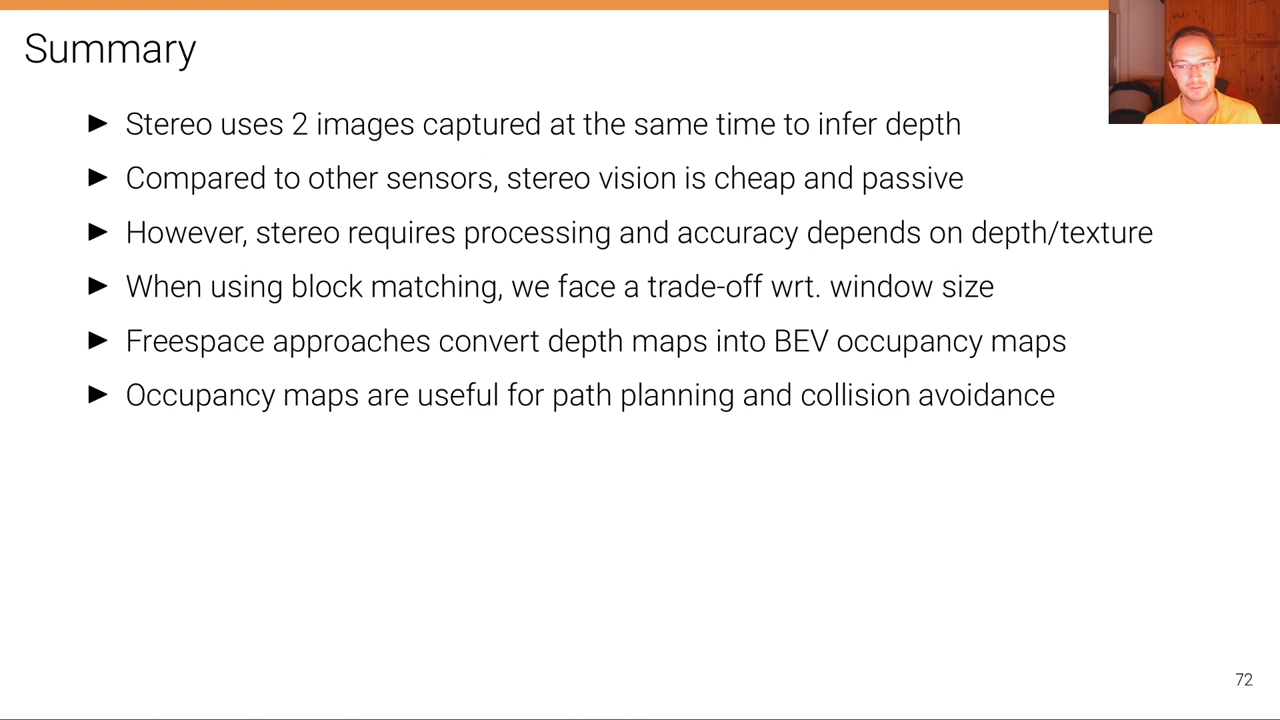 Summary
Stereo uses 2 images captured at the same time to infer depth
Compared to other sensors, stereo vision is cheap and passive
However, stereo requires processing and accuracy depends on depth/texture
When using block matching, we face a trade-off wrt. window size
Freespace approaches convert depth maps into BEV occupancy maps
Occupancy maps are useful for path planning and collision avoidance
72